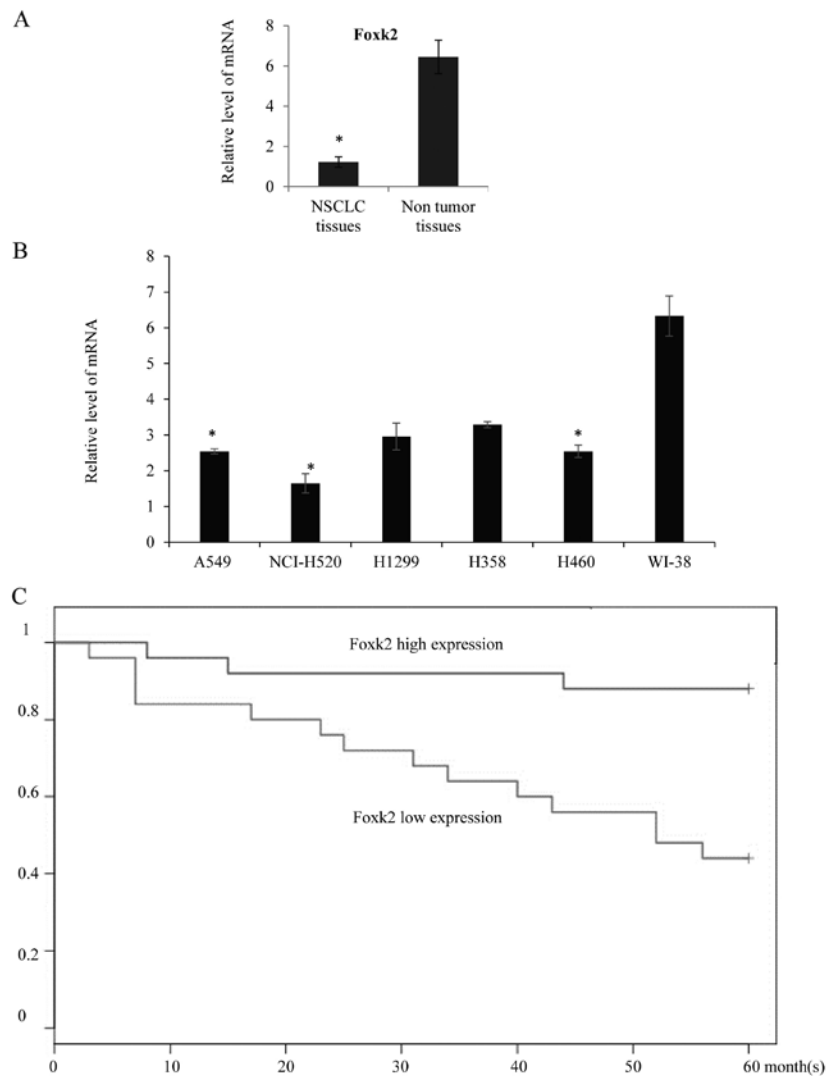 A
Relative level of mRNA
8
6
4
2
0
Foxk2
*
NSCLC
tissues
Non tumor
tissues
B
Relative level of mRNA
8
7
6
5
4
3
2
1
0
*
*
*
A549 NCI-H520 H1299 H358 H460 WI-38
C
1
0.8
0.6
0.4
0.2
0
Foxk2 high expression
Foxk2 low expression
0 10 20 30 40 50 60 month(s)